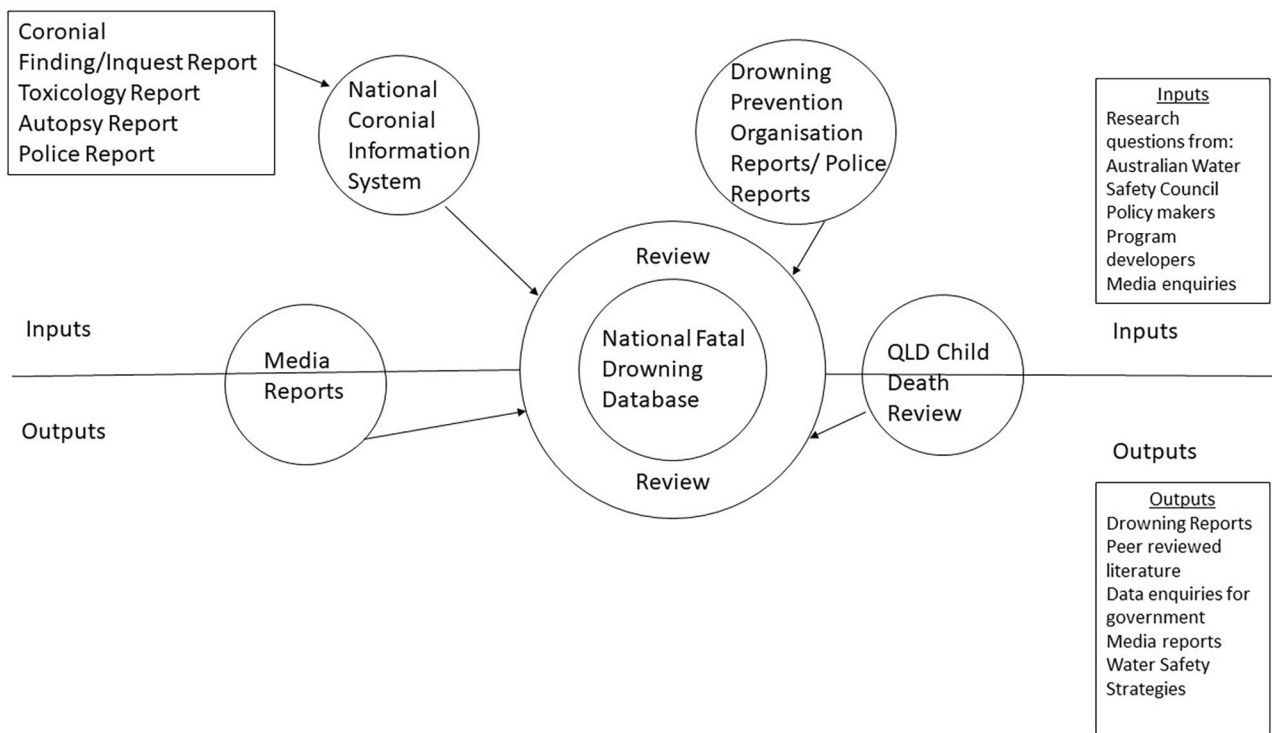 Coronial
Finding/Inquest Report
Toxicology Report
Autopsy Report
Police Report
National
Coronial
Information
System
Drowning
Prevention
Organisation
Reports/ Police
Reports
Inputs
Research
questions from:
Australian Water
Safety Council
Policy makers
Program
developers
Media enquiries
Review
Inputs
Media
Reports
National Fatal
Drowning
Database
QLD Child
Death
Review
Inputs
Outputs
Review
Outputs
Outputs
Drowning Reports
Peer reviewed
literature
Data enquiries for
government
Media reports
Water Safety
Strategies